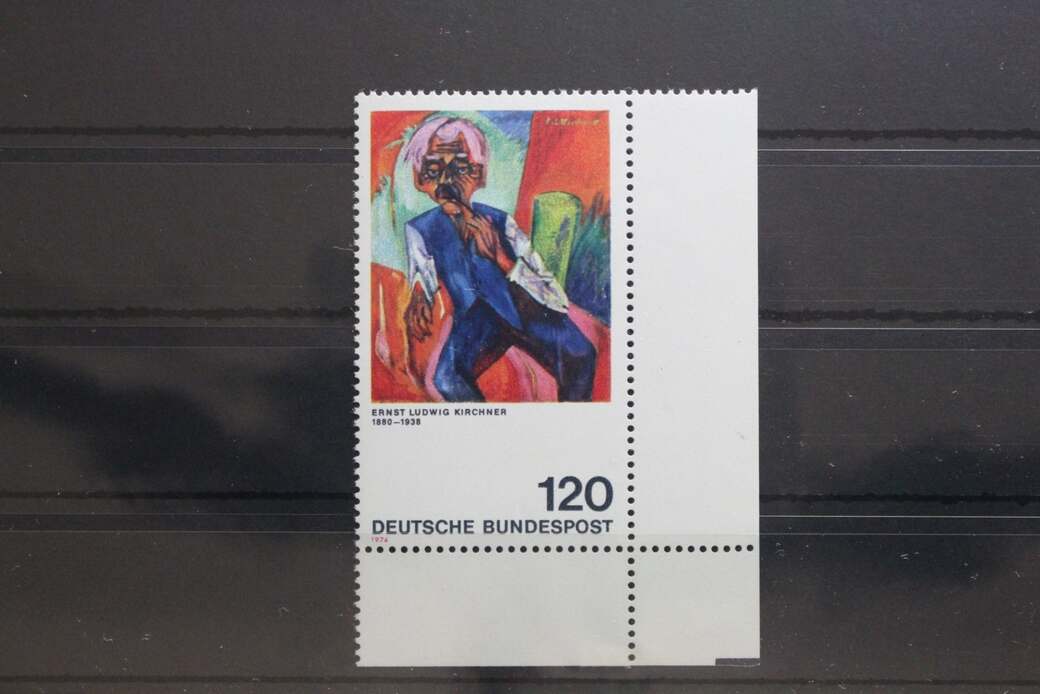 ERNST LUDWIG KIRCHNER
1880–1938
120
DEUTSCHE BUNDESPOST
1974